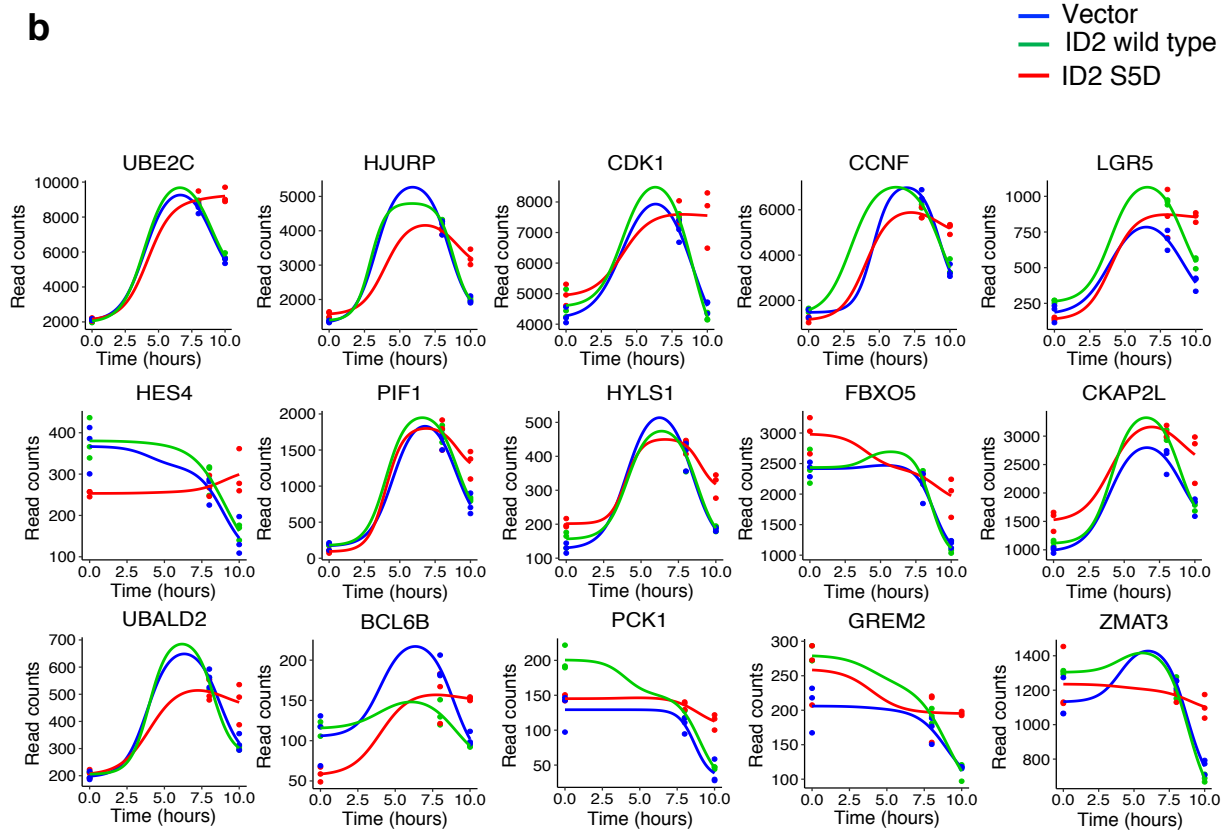 b
Vector
ID2 wild type
ID2 S5D
UBE2C HJURP CDK1 CCNF LGR5
Read counts Read counts Read counts Read counts Read counts
10000 8000 6000 4000 2000
5000 4000 3000 2000
8000 7000 6000 5000 4000
6000 4000 2000
1000 750 500 250
0.0 2.5 5.0 7.5 10.0 0.0 2.5 5.0 7.5 10.0 0.0 2.5 5.0 7.5 10.0 0.0 2.5 5.0 7.5 10.0 0.0 2.5 5.0 7.5 10.0
Time (hours) Time (hours) Time (hours) Time (hours) Time (hours)
HES4 PIF1 HYLS1 FBXO5 CKAP2L
Read counts Read counts Read counts Read counts Read counts
400 300 200 100
2000 1500 1000 500 0
500 400 300 200 100
3000 2500 2000 1500 1000
3000 2500 2000 1500 1000
0.0 2.5 5.0 7.5 10.0 0.0 2.5 5.0 7.5 10.0 0.0 2.5 5.0 7.5 10.0 0.0 2.5 5.0 7.5 10.0 0.0 2.5 5.0 7.5 10.0
Time (hours) Time (hours) Time (hours) Time (hours) Time (hours)
UBALD2 BCL6B PCK1 GREM2 ZMAT3
Read counts Read counts Read counts Read counts Read counts
700 600 500 400 300 200
200 150 100 50
200 150 100 50
300 250 200 150 100
1400 1200 1000 800
0.0 2.5 5.0 7.5 10.0 0.0 2.5 5.0 7.5 10.0 0.0 2.5 5.0 7.5 10.0 0.0 2.5 5.0 7.5 10.0 0.0 2.5 5.0 7.5 10.0
Time (hours) Time (hours) Time (hours) Time (hours) Time (hours)